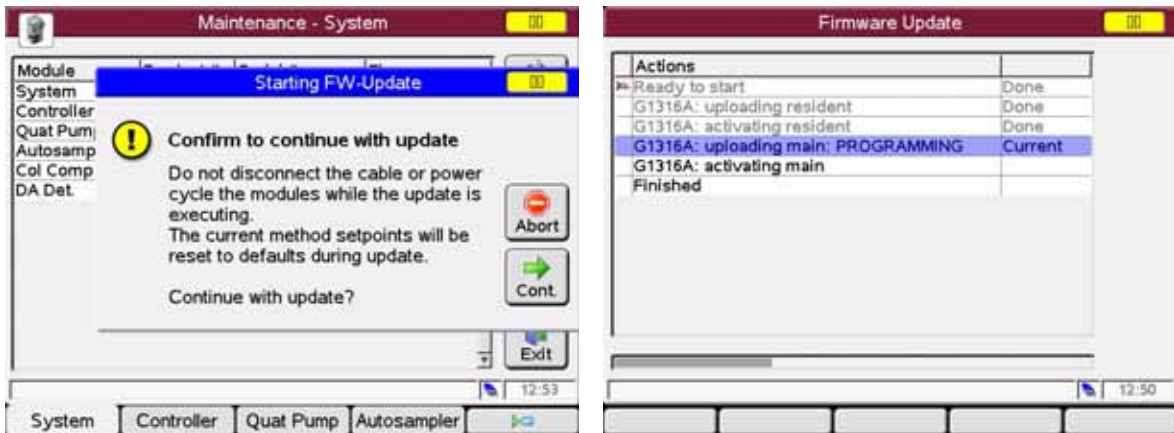 Maintenance - System
Module
System
Controller
Quat Pum
Autosamp
Col Comp
DA Det.
Starting FW-Update
Confirm to continue with update
Do not disconnect the cable or power
cycle the modules while the update is
executing.
The current method setpoints will be
reset to defaults during update.
Continue with update?
Abort
Cont.
Exit
12:53
System Controller Quat Pump Autosampler
Firmware Update
Actions
Ready to start Done
G1316A: uploading resident Done
G1316A: activating resident Done
G1316A: uploading main: PROGRAMMING Current
G1316A: activating main
Finished
12:50